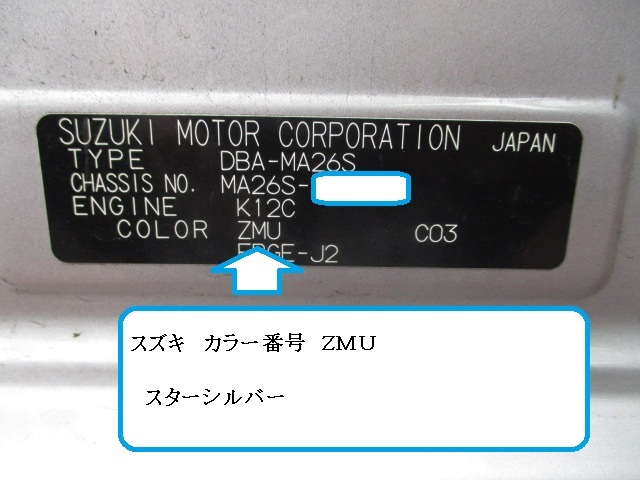 SUZUKI MOTOR CORPORATION JAPAN
TYPE DBA-MA26S
CHASSIS NO. MA26S-
ENGINE K12C
COLOR ZMU C03
-J2
スズキ カラー番号 ZMU
スターシルバー